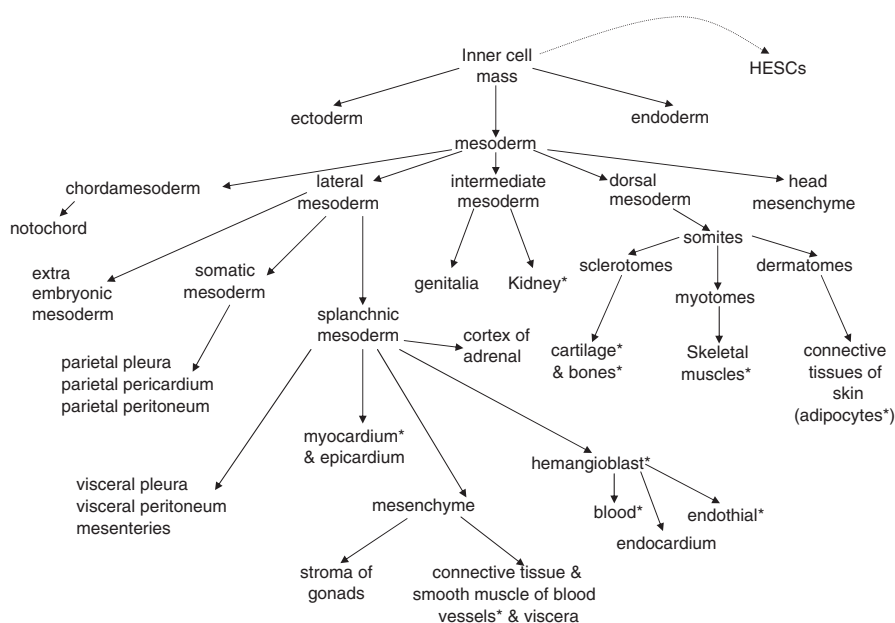 Inner cell
mass
HESCs
ectoderm
endoderm
mesoderm
chordamesoderm
lateral
mesoderm
intermediate
mesoderm
dorsal
mesoderm
head
mesenchyme
notochord
somites
extra
embryonic
mesoderm
somatic
mesoderm
genitalia
Kidney*
sclerotomes
dermatomes
myotomes
splanchnic
mesoderm
cortex of
adrenal
parietal pleura
parietal pericardium
parietal peritoneum
cartilage*
& bones*
Skeletal
muscles*
connective
tissues of
skin
(adipocytes*)
myocardium*
& epicardium
hemangioblast*
visceral pleura
visceral peritoneum
mesenteries
mesenchyme
blood*
endothial*
endocardium
stroma of
gonads
connective tissue &
smooth muscle of blood
vessels* & viscera